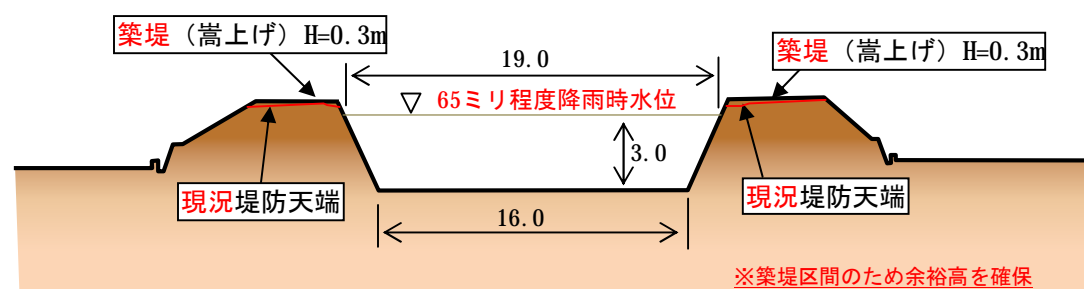 築堤（嵩上げ）H=0.3m
築堤（嵩上げ）H=0.3m
19.0
▽ 65ミリ程度降雨時水位
3.0
現況堤防天端
現況堤防天端
16.0
※築堤区間のため余裕高を確保